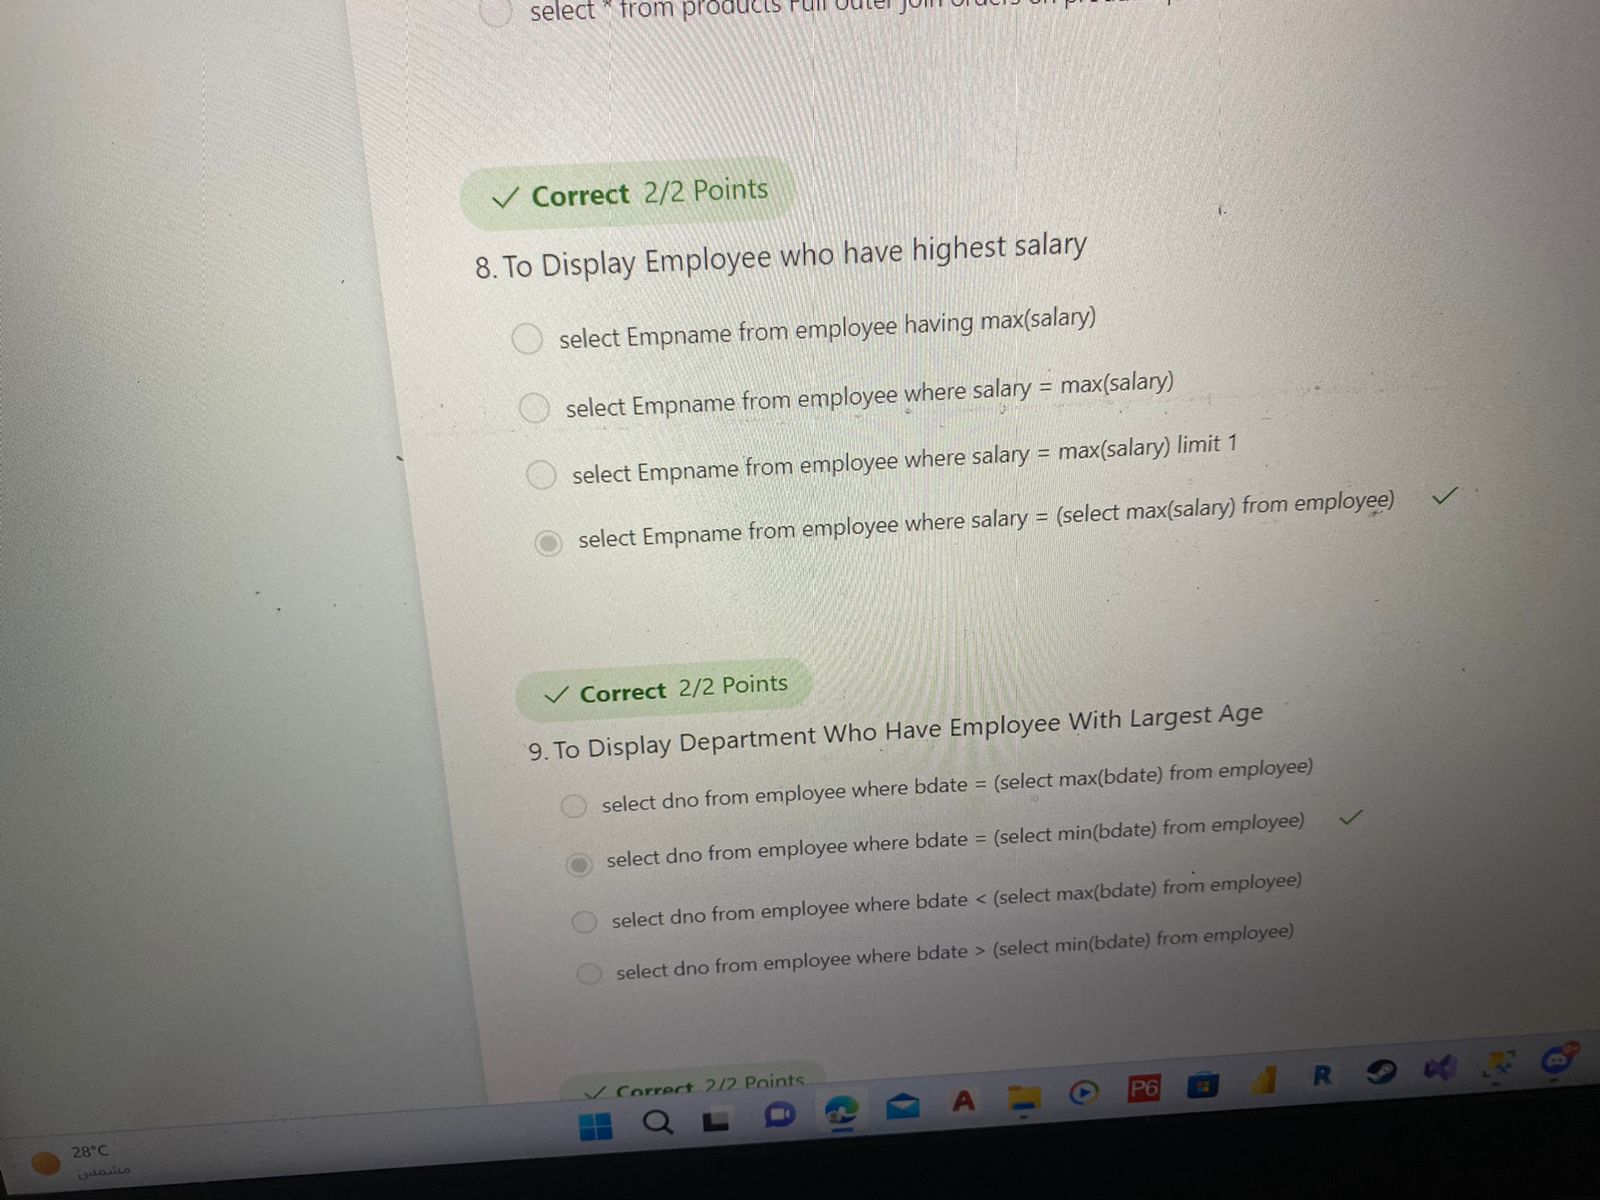 select * from products Full outer join orders on
✓ Correct 2/2 Points
8. To Display Employee who have highest salary
select Empname from employee having max(salary)
select Empname from employee where salary = max(salary)
select Empname from employee where salary = max(salary) limit 1
select Empname from employee where salary = (select max(salary) from employee) ✓
✓ Correct 2/2 Points
9. To Display Department Who Have Employee With Largest Age
select dno from employee where bdate = (select max(bdate) from employee)
select dno from employee where bdate = (select min(bdate) from employee) ✓
select dno from employee where bdate < (select max(bdate) from employee)
select dno from employee where bdate > (select min(bdate) from employee)
✓ Correct 2/2 Points
A P6 R
28°C
مشمس